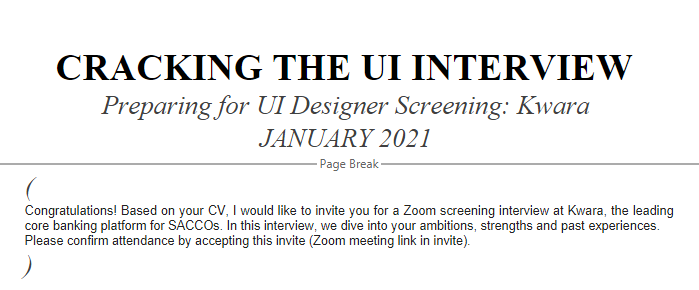 CRACKING THE UI INTERVIEW
Preparing for UI Designer Screening: Kwara
JANUARY 2021
Page Break
(
Congratulations! Based on your CV, I would like to invite you for a Zoom screening interview at Kwara, the leading
core banking platform for SACCOs. In this interview, we dive into your ambitions, strengths and past experiences.
Please confirm attendance by accepting this invite (Zoom meeting link in invite).
)